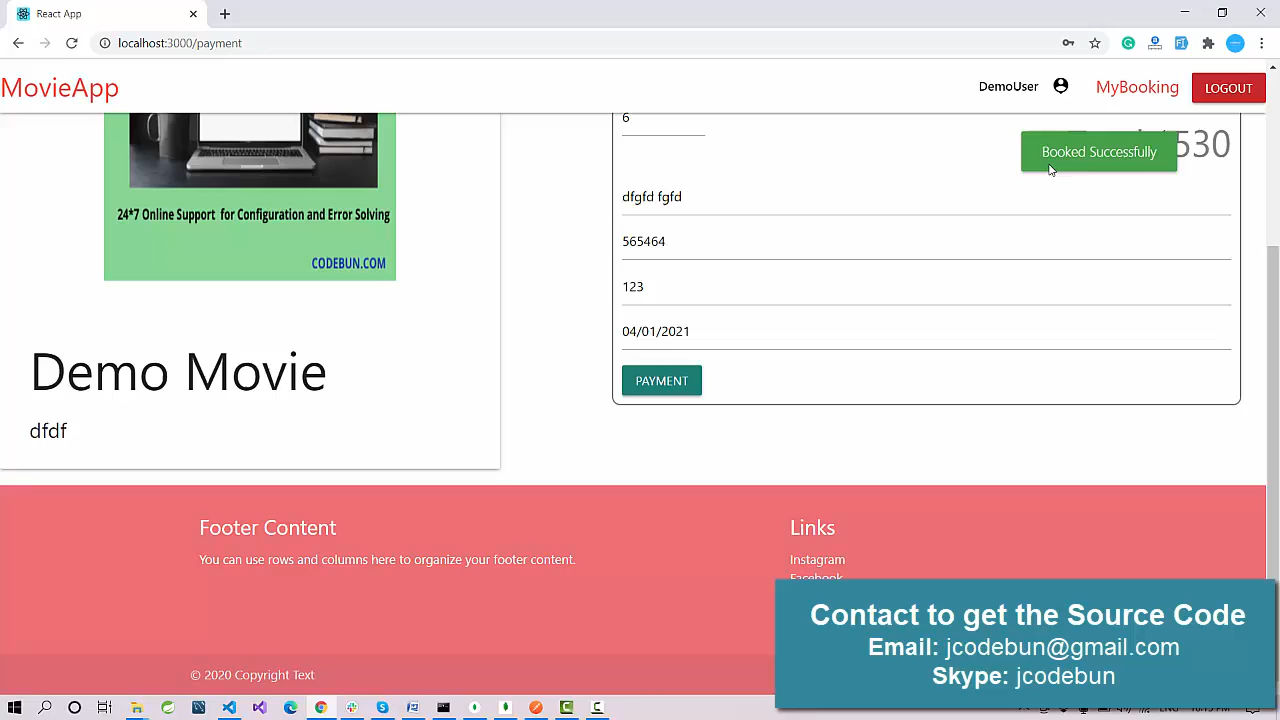 React App
localhost:3000/payment
MovieApp
DemoUser
MyBooking
LOGOUT
6
530
Booked Successfully
24*7 Online Support for Configuration and Error Solving
CODEBUN.COM
dfgfd fgfd
565464
123
04/01/2021
PAYMENT
Demo Movie
dfdf
Footer Content
You can use rows and columns here to organize your footer content.
Links
Instagram
Facebook
© 2020 Copyright Text
Contact to get the Source Code
Email: jcodebun@gmail.com
Skype: jcodebun